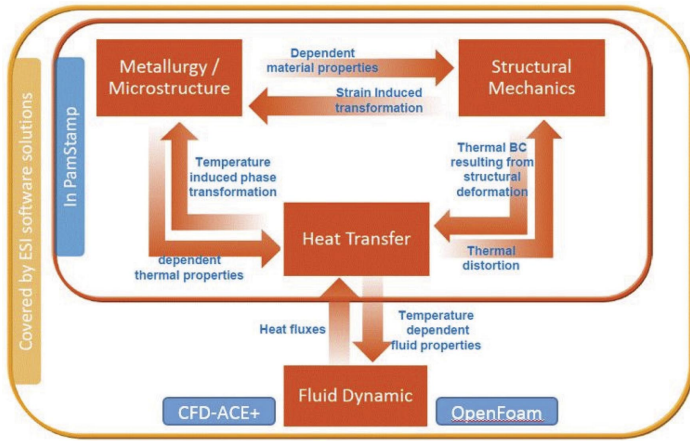 Covered by ESI software solutions
In PamStamp
Metallurgy /
Microstructure
Dependent
material properties
Strain Induced
transformation
Structural
Mechanics
Temperature
induced phase
transformation
Thermal BC
resulting from
structural
deformation
Heat Transfer
dependent
thermal properties
Thermal
distortion
Heat fluxes
Temperature
dependent
fluid properties
Fluid Dynamic
CFD-ACE+
OpenFoam